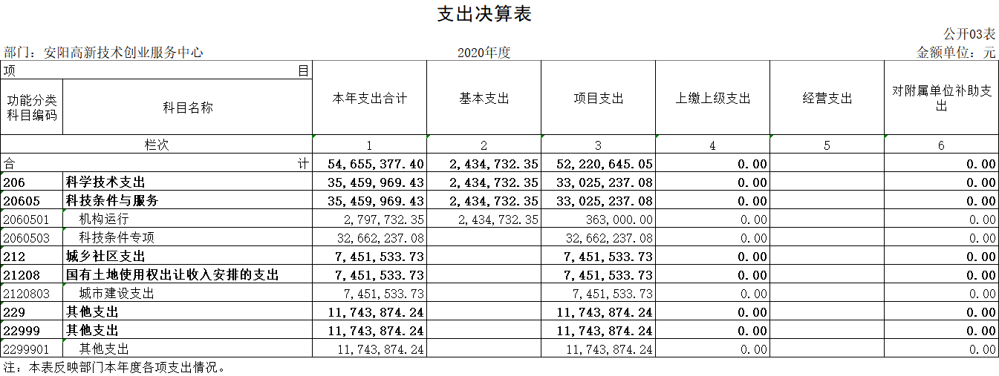 支出决算表
公开03表
部门：安阳高新技术创业服务中心 2020年度 金额单位：元
项 目 本年支出合计 基本支出 项目支出 上缴上级支出 经营支出 对附属单位补助支出
功能分类科目编码 科目名称
栏次 1 2 3 4 5 6
合 计 54,655,377.40 2,434,732.35 52,220,645.05 0.00 0.00
206 科学技术支出 35,459,969.43 2,434,732.35 33,025,237.08 0.00 0.00
20605 科技条件与服务 35,459,969.43 2,434,732.35 33,025,237.08 0.00 0.00
2060501 机构运行 2,797,732.35 2,434,732.35 363,000.00 0.00 0.00
2060503 科技条件专项 32,662,237.08 32,662,237.08 0.00 0.00
212 城乡社区支出 7,451,533.73 7,451,533.73 0.00 0.00
21208 国有土地使用权出让收入安排的支出 7,451,533.73 7,451,533.73 0.00 0.00
2120803 城市建设支出 7,451,533.73 7,451,533.73 0.00 0.00
229 其他支出 11,743,874.24 11,743,874.24 0.00 0.00
22999 其他支出 11,743,874.24 11,743,874.24 0.00 0.00
2299901 其他支出 11,743,874.24 11,743,874.24 0.00 0.00
注：本表反映部门本年度各项支出情况。